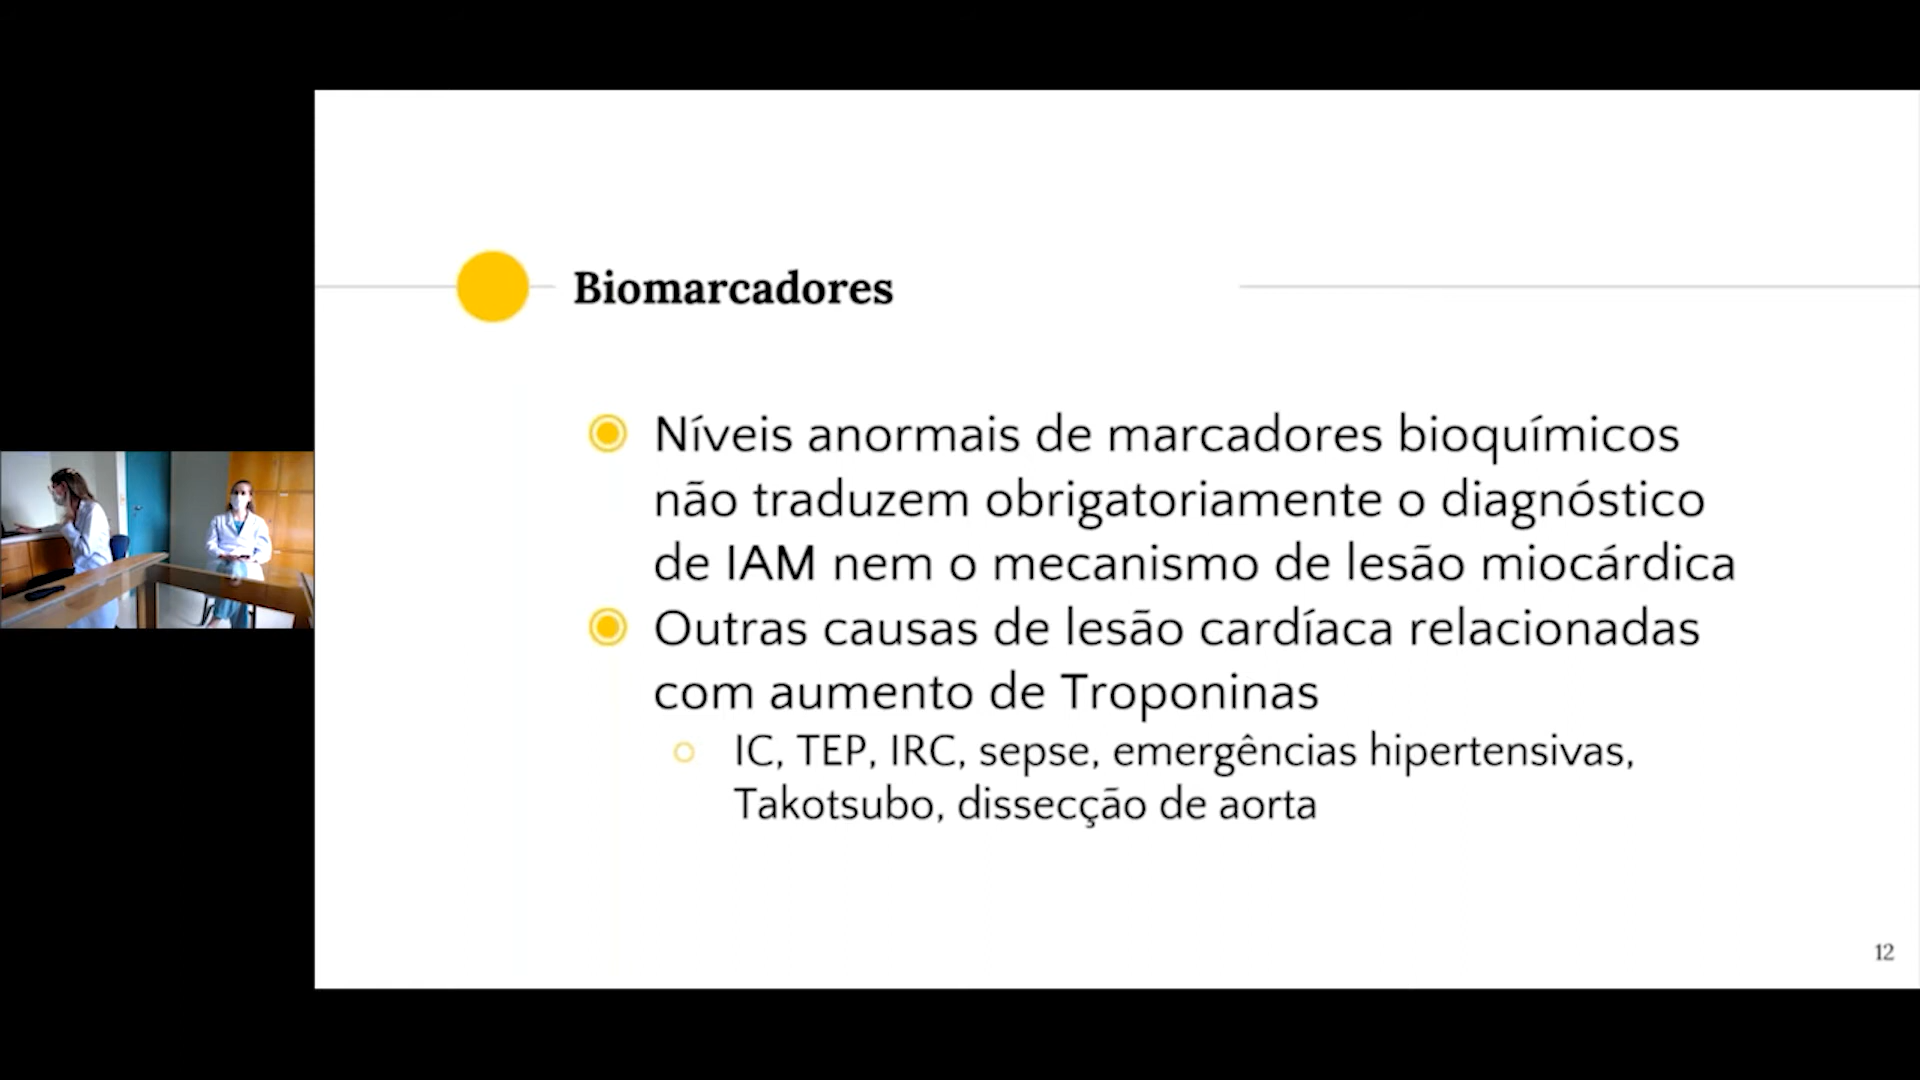 Biomarcadores
Níveis anormais de marcadores bioquímicos
não traduzem obrigatoriamente o diagnóstico
de IAM nem o mecanismo de lesão miocárdica
Outras causas de lesão cardíaca relacionadas
com aumento de Troponinas
IC, TEP, IRC, sepse, emergências hipertensivas,
Takotsubo, dissecção de aorta
12